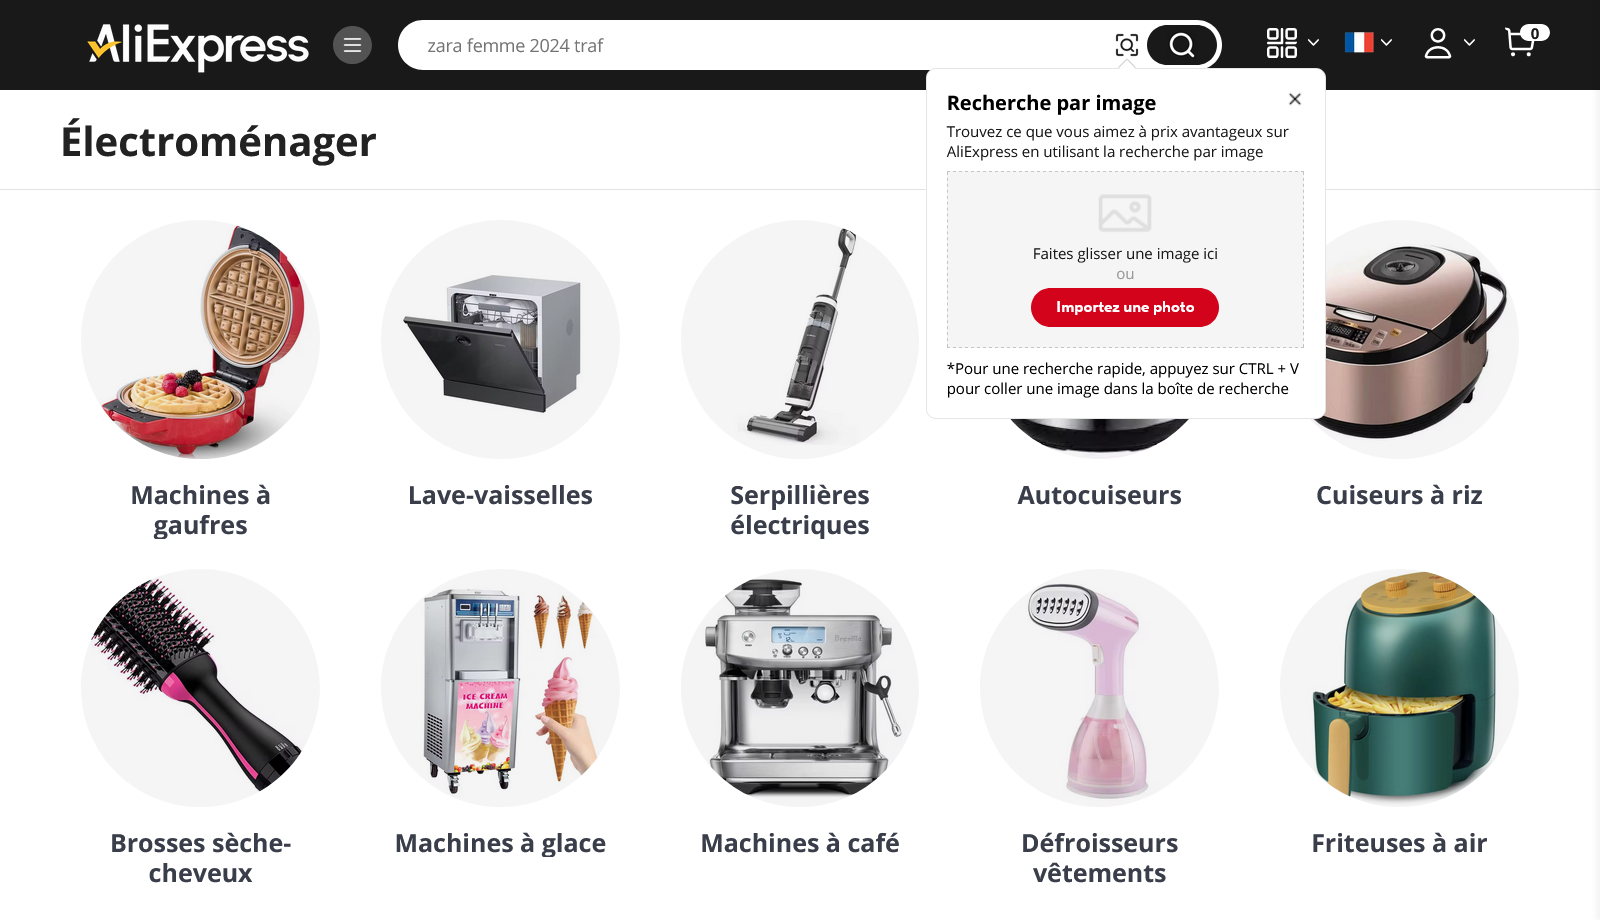 AliExpress
zara femme 2024 traf
0
Recherche par image
Trouvez ce que vous aimez à prix avantageux sur
AliExpress en utilisant la recherche par image
Faites glisser une image ici
ou
Importez une photo
*Pour une recherche rapide, appuyez sur CTRL + V
pour coller une image dans la boîte de recherche
Électroménager
Machines à
gaufres
Lave-vaisselles
Serpillières
électriques
Autocuiseurs
Cuiseurs à riz
ICE CREAM
MACHINE
Breville
Brosses sèche-
cheveux
Machines à glace
Machines à café
Défroisseurs
vêtements
Friteuses à air